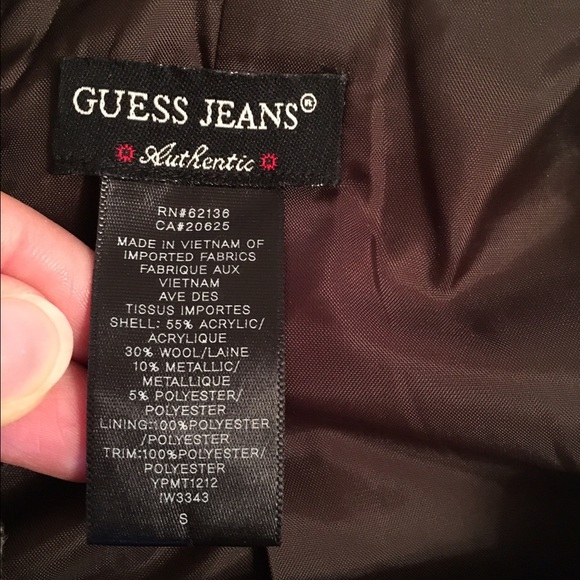 GUESS JEANS®
Authentic
RN#62136
CA#20625
MADE IN VIETNAM OF
IMPORTED FABRICS
FABRIQUE AUX
VIETNAM
AVE DES
TISSUS IMPORTES
SHELL: 55% ACRYLIC/
ACRYLIQUE
30% WOOL/LAINE
10% METALLIC/
METALLIQUE
5% POLYESTER/
POLYESTER
LINING:100%POLYESTER
/POLYESTER
TRIM:100%POLYESTER/
POLYESTER
YPMT1212
IW3343
S